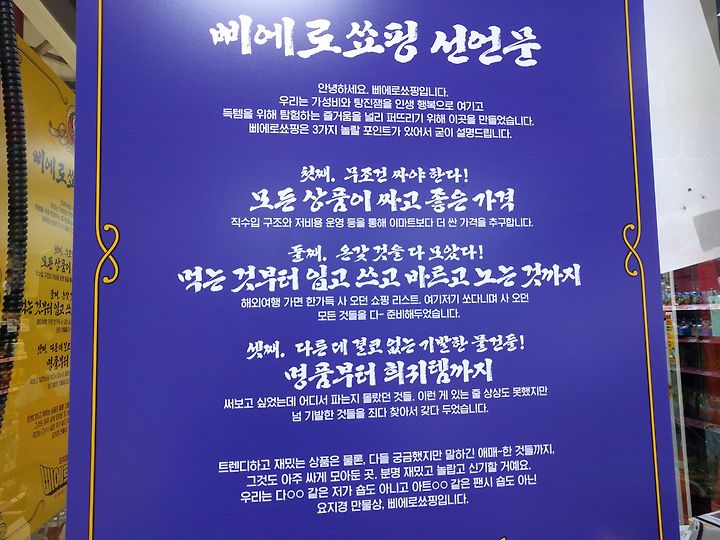 삐에로쑈핑 선언문
안녕하세요. 삐에로쑈핑입니다.
우리는 가성비와 탕진잼을 인생 행복으로 여기고
득템을 위해 탐험하는 즐거움을 널리 퍼뜨리기 위해 이곳을 만들었습니다.
삐에로쑈핑은 3가지 놀랄 포인트가 있어서 굳이 설명드립니다.
첫째. 무조건 싸야 한다!
모든 상품이 싸고 좋은 가격
직수입 구조와 저비용 운영 등을 통해 이마트보다 더 싼 가격을 추구합니다.
둘째. 온갖 것을 다 모았다!
먹는 것부터 입고 쓰고 바르고 노는 것까지
해외여행 가면 한가득 사 오던 쇼핑 리스트. 여기저기 쏘다니며 사 오던
모든 것들을 다~ 준비해두었습니다.
셋째. 다른 데 결코 없는 기발한 물건들!
명품부터 희귀템까지
써보고 싶었는데 어디서 파는지 몰랐던 것들. 이런 게 있는 줄 상상도 못했지만
넘 기발한 것들을 죄다 찾아서 갖다 두었습니다.
트렌디하고 재밌는 상품은 물론, 다들 궁금했지만 말하긴 애매~한 것들까지,
그것도 아주 싸게 모아둔 곳. 분명 재밌고 놀랍고 신기할 거예요.
우리는 다○○ 같은 저가 숍도 아니고 아트○○ 같은 팬시 숍도 아닌
요지경 만물상, 삐에로쑈핑입니다.
삐에로쑈